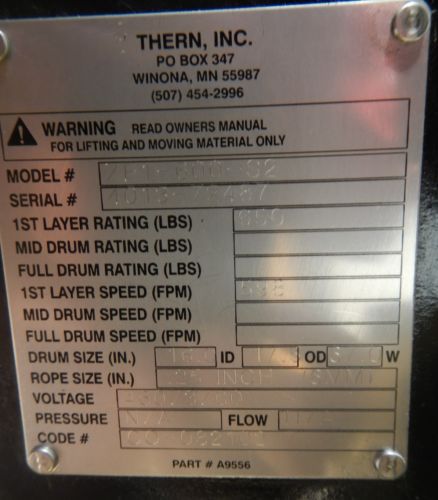 THERN, INC.
PO BOX 347
WINONA, MN 55987
(507) 454-2996
WARNING READ OWNERS MANUAL
FOR LIFTING AND MOVING MATERIAL ONLY
MODEL #
SERIAL #
1ST LAYER RATING (LBS) 650
MID DRUM RATING (LBS)
FULL DRUM RATING (LBS)
1ST LAYER SPEED (FPM)
MID DRUM SPEED (FPM)
FULL DRUM SPEED (FPM)
DRUM SIZE (IN.) ID OD W
ROPE SIZE (IN.) .25 INCH
VOLTAGE
PRESSURE N/A FLOW N/A
CODE #
PART # A9556